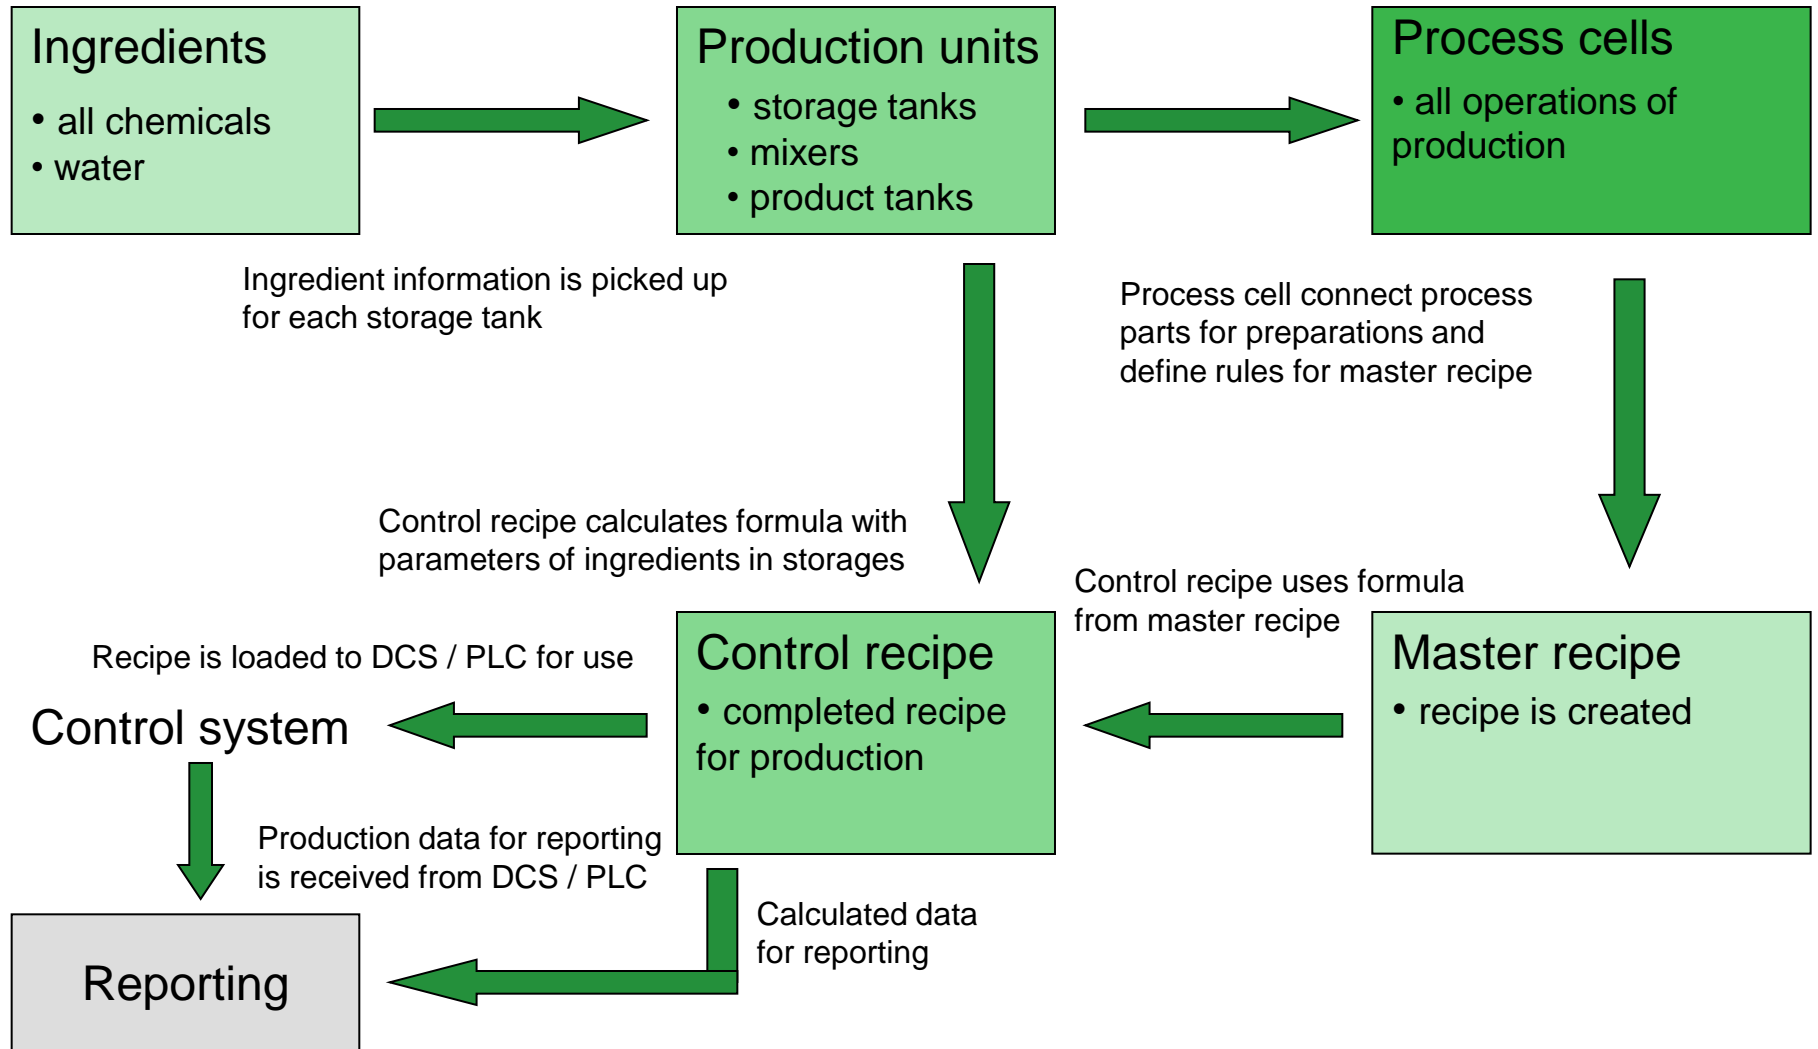 Ingredients
• all chemicals
• water
Production units
• storage tanks
• mixers
• product tanks
Process cells
• all operations of
production
Ingredient information is picked up
for each storage tank
Process cell connect process
parts for preparations and
define rules for master recipe
Control recipe calculates formula with
parameters of ingredients in storages
Control recipe uses formula
from master recipe
Recipe is loaded to DCS / PLC for use
Control system
Control recipe
• completed recipe
for production
Master recipe
• recipe is created
Production data for reporting
is received from DCS / PLC
Calculated data
for reporting
Reporting